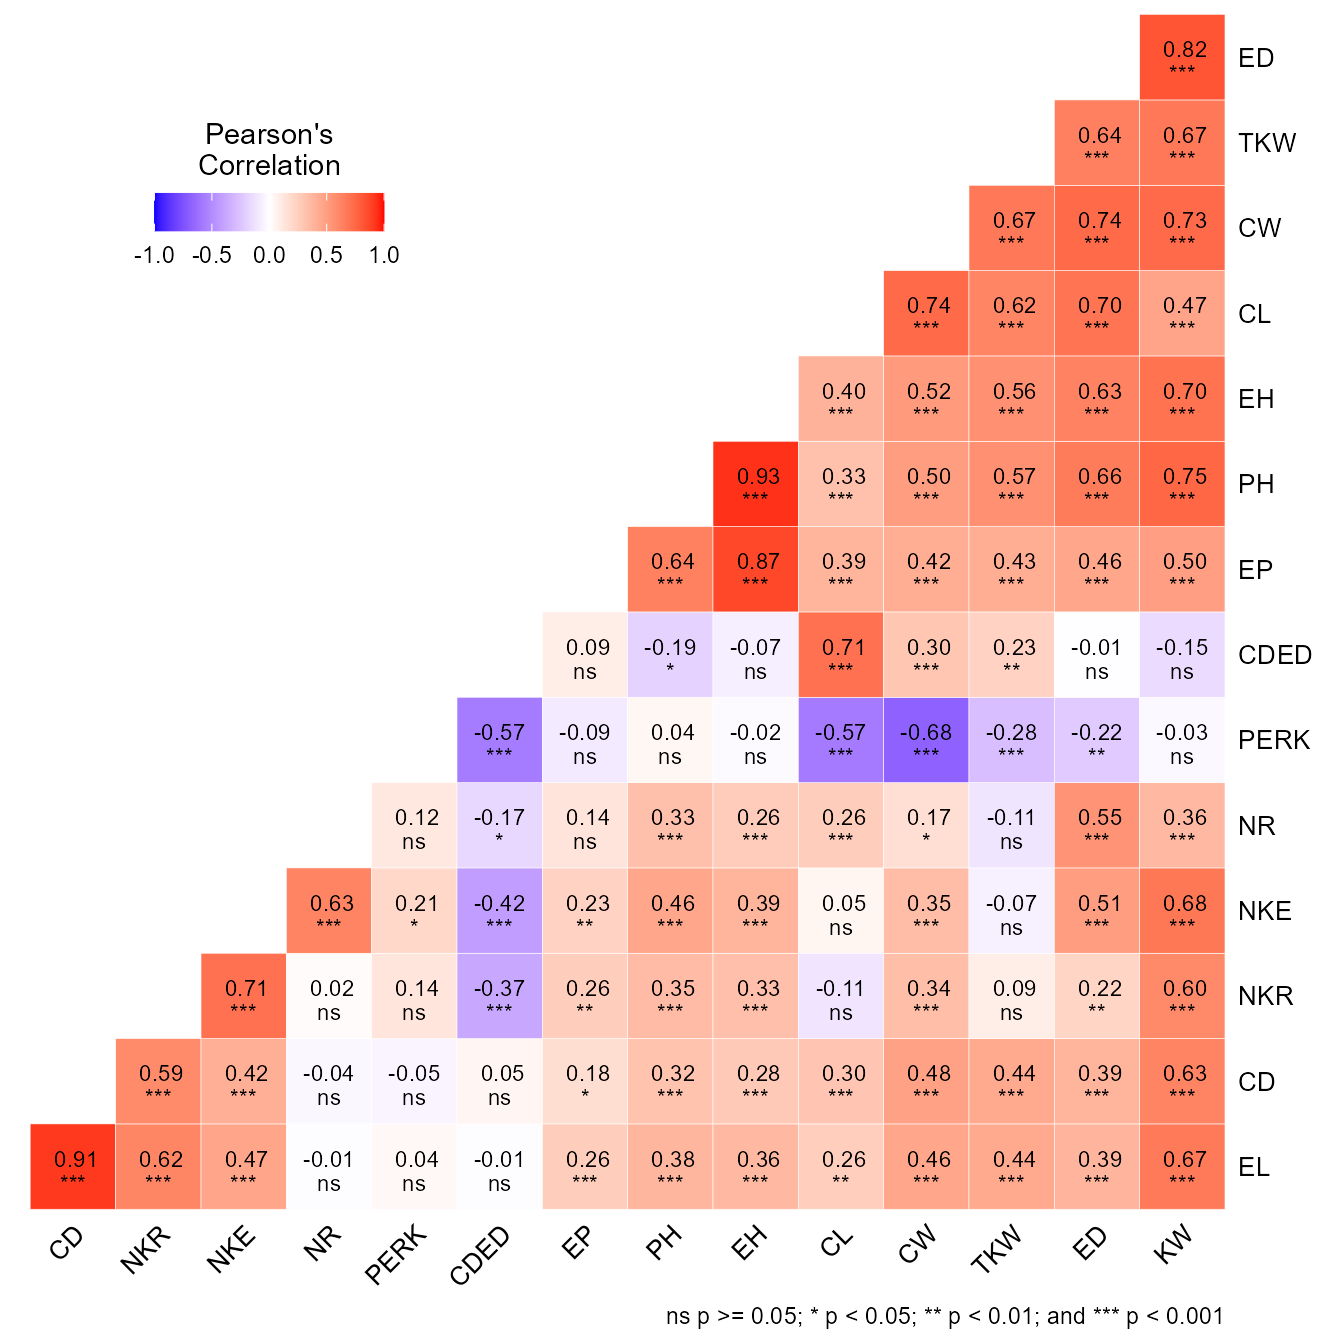 0.82 ED
***
Pearson's
Correlation
-1.0 -0.5 0.0 0.5 1.0
0.64 0.67 TKW
*** ***
0.67 0.74 0.73 CW
*** *** ***
0.74 0.62 0.70 0.47 CL
*** *** *** ***
0.40 0.52 0.56 0.63 0.70 EH
*** *** *** *** ***
0.93 0.33 0.50 0.57 0.66 0.75 PH
*** *** *** *** *** ***
0.64 0.87 0.39 0.42 0.43 0.46 0.50 EP
*** *** *** *** *** *** ***
0.09 -0.19 -0.07 0.71 0.30 0.23 -0.01 -0.15 CDED
ns * ns *** *** ** ns ns
-0.57 -0.09 0.04 -0.02 -0.57 -0.68 -0.28 -0.22 -0.03 PERK
*** ns ns ns *** *** *** ** ns
0.12 -0.17 0.14 0.33 0.26 0.26 0.17 -0.11 0.55 0.36 NR
ns * ns *** *** *** * ns *** ***
0.63 0.21 -0.42 0.23 0.46 0.39 0.05 0.35 -0.07 0.51 0.68 NKE
*** * *** ** *** *** ns *** ns *** ***
0.71 0.02 0.14 -0.37 0.26 0.35 0.33 -0.11 0.34 0.09 0.22 0.60 NKR
*** ns ns *** ** *** *** ns *** ns ** ***
0.59 0.42 -0.04 -0.05 0.05 0.18 0.32 0.28 0.30 0.48 0.44 0.39 0.63 CD
*** *** ns ns ns * *** *** *** *** *** *** ***
0.91 0.62 0.47 -0.01 0.04 -0.01 0.26 0.38 0.36 0.26 0.46 0.44 0.39 0.67 EL
*** *** *** ns ns ns *** *** *** ** *** *** *** ***
CD NKR NKE NR PERK CDED EP PH EH CL CW TKW ED KW
ns p >= 0.05; * p < 0.05; ** p < 0.01; and *** p < 0.001